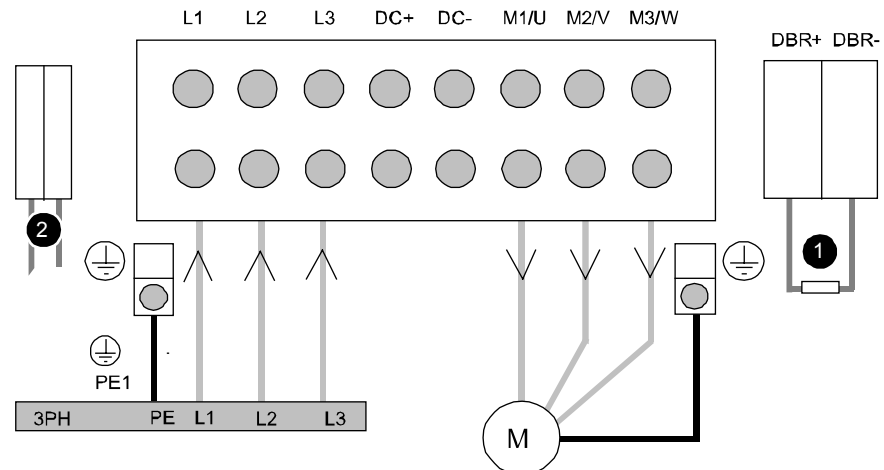 L1 L2 L3 DC+ DC- M1/U M2/V M3/W
DBR+ DBR-
2
1
PE1
3PH PE L1 L2 L3
M